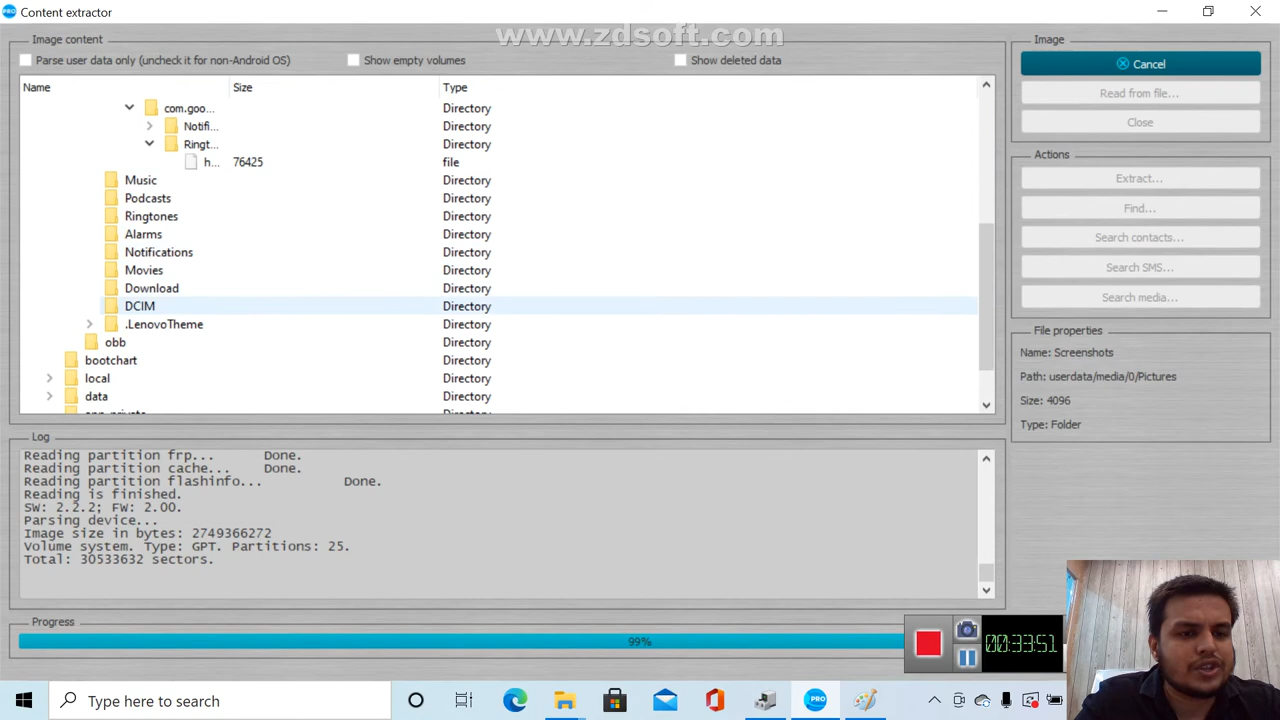 PRO Content extractor
www.zdsoft.com
Image content
Parse user data only (uncheck it for non-Android OS) Show empty volumes Show deleted data
Name Size Type
com.goo... Directory
Notifi... Directory
Ringt... Directory
h... 76425 file
Music Directory
Podcasts Directory
Ringtones Directory
Alarms Directory
Notifications Directory
Movies Directory
Download Directory
DCIM Directory
.LenovoTheme Directory
obb Directory
bootchart Directory
local Directory
data Directory
Image
Cancel
Read from file...
Close
Actions
Extract...
Find...
Search contacts...
Search SMS...
Search media...
File properties
Name: Screenshots
Path: userdata/media/0/Pictures
Size: 4096
Type: Folder
Log
Reading partition frp... Done.
Reading partition cache... Done.
Reading partition flashinfo... Done.
Reading is finished.
SW: 2.2.2; FW: 2.00.
Parsing device...
Image size in bytes: 2749366272
Volume system. Type: GPT. Partitions: 25.
Total: 30533632 sectors.
Progress
99%
00:33:51
Type here to search
PRO